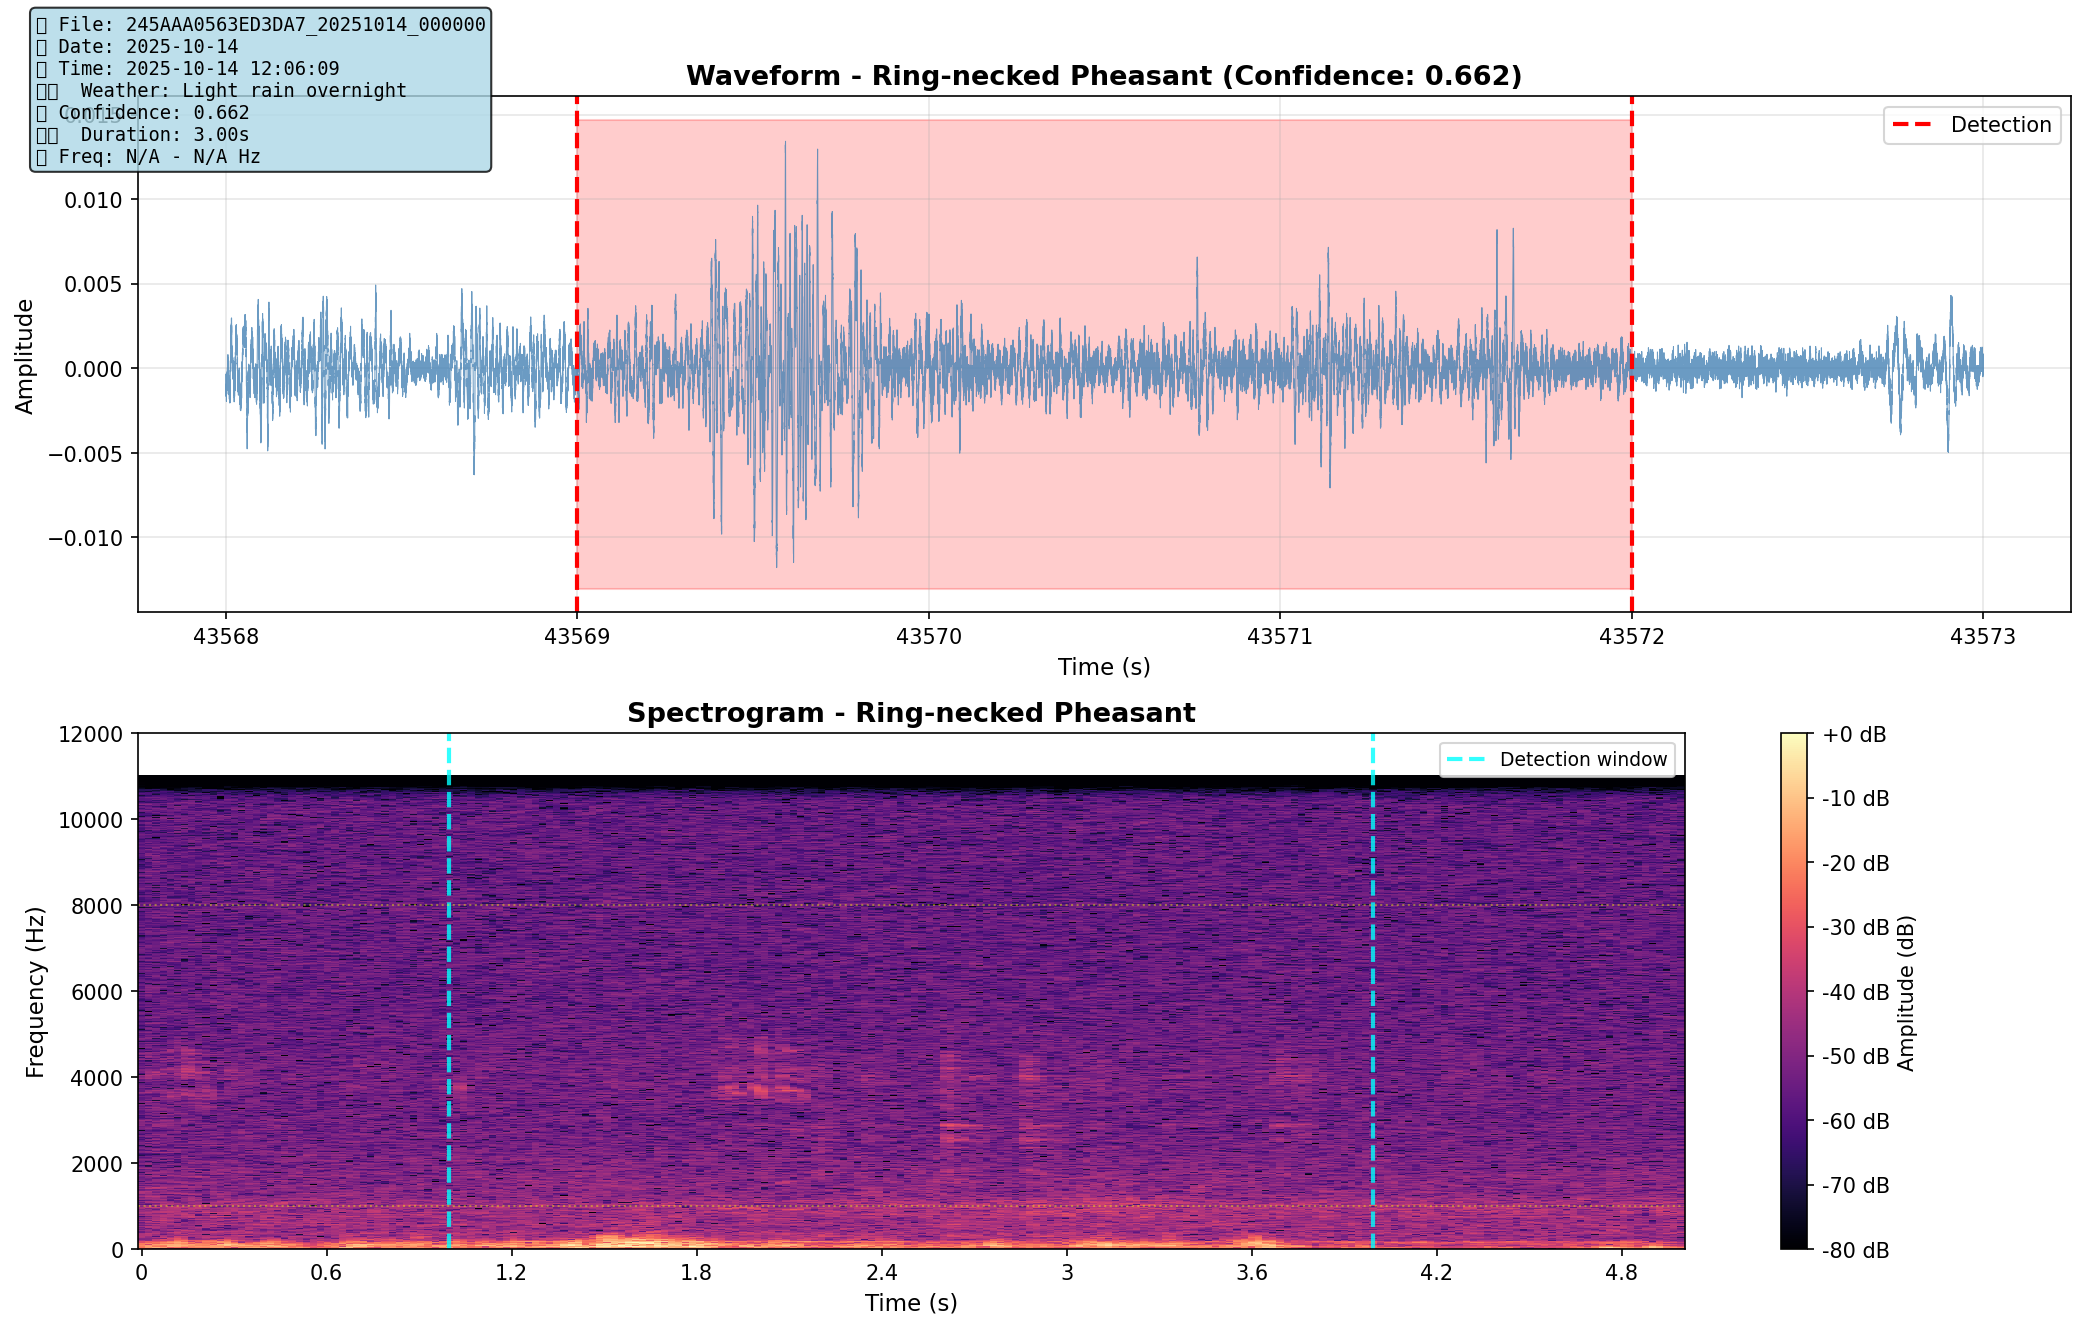 File: 245AAA0563ED3DA7_20251014_000000
Date: 2025-10-14
Time: 2025-10-14 12:06:09
Weather: Light rain overnight
Confidence: 0.662
Duration: 3.00s
Freq: N/A - N/A Hz
Waveform - Ring-necked Pheasant (Confidence: 0.662)
Detection
0.015
0.010
0.005
0.000
−0.005
−0.010
Amplitude
43568 43569 43570 43571 43572 43573
Time (s)
Spectrogram - Ring-necked Pheasant
Detection window
12000
10000
8000
6000
4000
2000
0
Frequency (Hz)
0 0.6 1.2 1.8 2.4 3 3.6 4.2 4.8
Time (s)
+0 dB
-10 dB
-20 dB
-30 dB
-40 dB
-50 dB
-60 dB
-70 dB
-80 dB
Amplitude (dB)